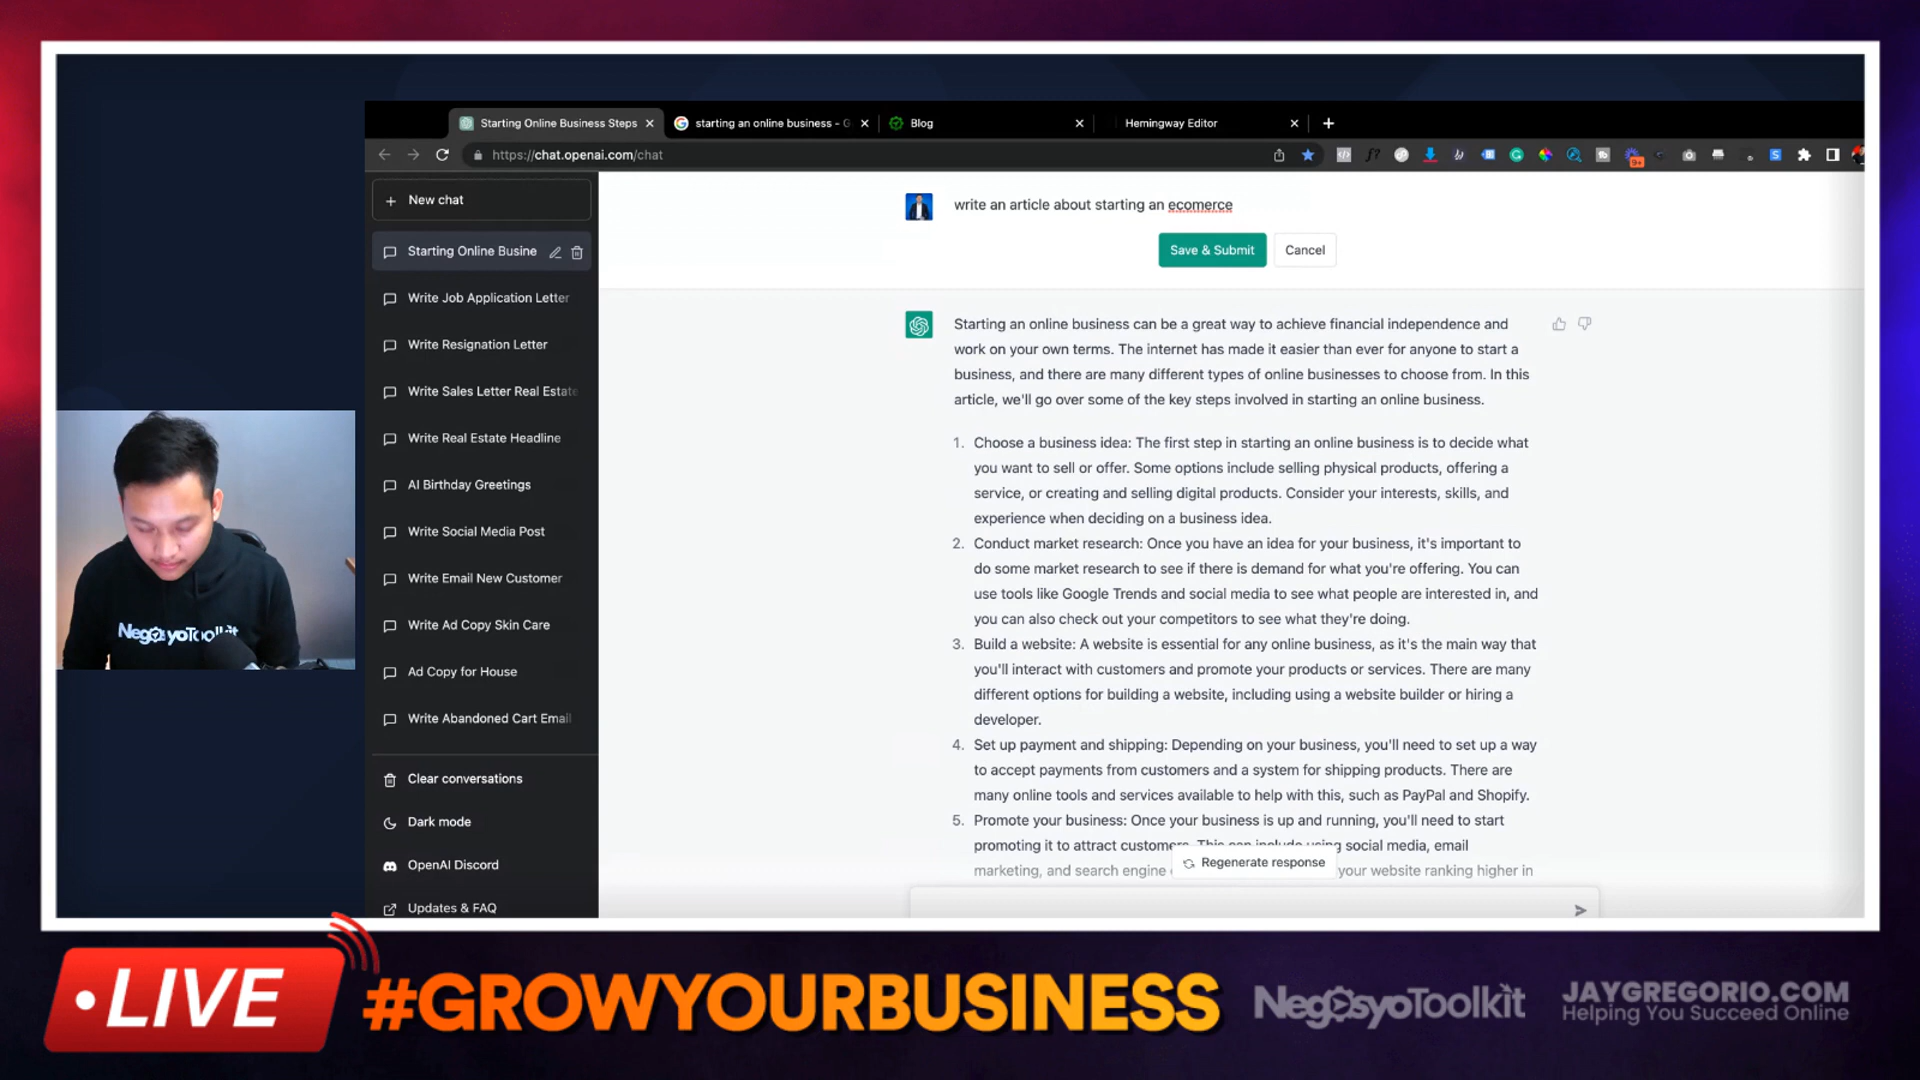 Starting Online Business Steps
starting an online business - G
Blog
Hemingway Editor
https://chat.openai.com/chat
9+
New chat
Starting Online Busine
Write Job Application Letter
Write Resignation Letter
Write Sales Letter Real Estate
Write Real Estate Headline
AI Birthday Greetings
Write Social Media Post
Write Email New Customer
Write Ad Copy Skin Care
Ad Copy for House
Write Abandoned Cart Email
Clear conversations
Dark mode
OpenAI Discord
Updates & FAQ
write an article about starting an ecomerce
Save & Submit
Cancel
Starting an online business can be a great way to achieve financial independence and
work on your own terms. The internet has made it easier than ever for anyone to start a
business, and there are many different types of online businesses to choose from. In this
article, we'll go over some of the key steps involved in starting an online business.
1. Choose a business idea: The first step in starting an online business is to decide what
you want to sell or offer. Some options include selling physical products, offering a
service, or creating and selling digital products. Consider your interests, skills, and
experience when deciding on a business idea.
2. Conduct market research: Once you have an idea for your business, it's important to
do some market research to see if there is demand for what you're offering. You can
use tools like Google Trends and social media to see what people are interested in, and
you can also check out your competitors to see what they're doing.
3. Build a website: A website is essential for any online business, as it's the main way that
you'll interact with customers and promote your products or services. There are many
different options for building a website, including using a website builder or hiring a
developer.
4. Set up payment and shipping: Depending on your business, you'll need to set up a way
to accept payments from customers and a system for shipping products. There are
many online tools and services available to help with this, such as PayPal and Shopify.
5. Promote your business: Once your business is up and running, you'll need to start
promoting it to attract customers. This can include using social media, email
marketing, and search engine your website ranking higher in
Regenerate response
NegosyoToolkit
LIVE
#GROWYOURBUSINESS
NegosyoToolkit
JAYGREGORIO.COM
Helping You Succeed Online